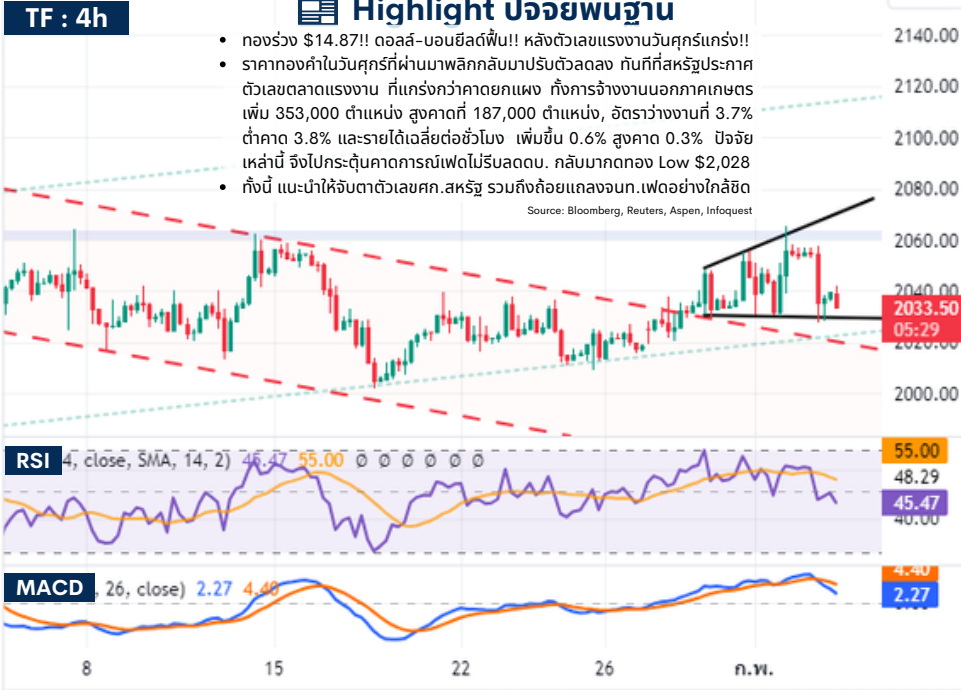 TF : 4h
Highlight ปัจจัยพื้นฐาน
• ทองร่วง $14.87!! ดอลล์-บอนยีลด์ฟื้น!! หลังตัวเลขแรงงานวันศุกร์แกร่ง!!
• ราคาทองคำในวันศุกร์ที่ผ่านมาพลิกกลับมาปรับตัวลดลง ทันทีที่สหรัฐประกาศ
ตัวเลขตลาดแรงงาน ที่แกร่งกว่าคาดยกแผง ทั้งการจ้างงานนอกภาคเกษตร
เพิ่ม 353,000 ตำแหน่ง สูงคาดที่ 187,000 ตำแหน่ง, อัตราว่างงานที่ 3.7%
ต่ำคาด 3.8% และรายได้เฉลี่ยต่อชั่วโมง เพิ่มขึ้น 0.6% สูงคาด 0.3% ปัจจัย
เหล่านี้ จึงไปกระตุ้นคาดการณ์เฟดไม่รีบลดดบ. กลับมากดทอง Low $2,028
• ทั้งนี้ แนะนำให้จับตาตัวเลขศก.สหรัฐ รวมถึงถ้อยแถลงจนท.เฟดอย่างใกล้ชิด
Source: Bloomberg, Reuters, Aspen, Infoquest
2140.00
2120.00
2100.00
2080.00
2060.00
2040.00
2033.50
05:29
2020.00
2000.00
RSI 4, close, SMA, 14, 2) 45.47 55.00 Ø Ø Ø Ø Ø Ø
55.00
48.29
45.47
40.00
MACD , 26, close) 2.27 4.40
4.40
2.27
8 15 22 26 ก.พ.